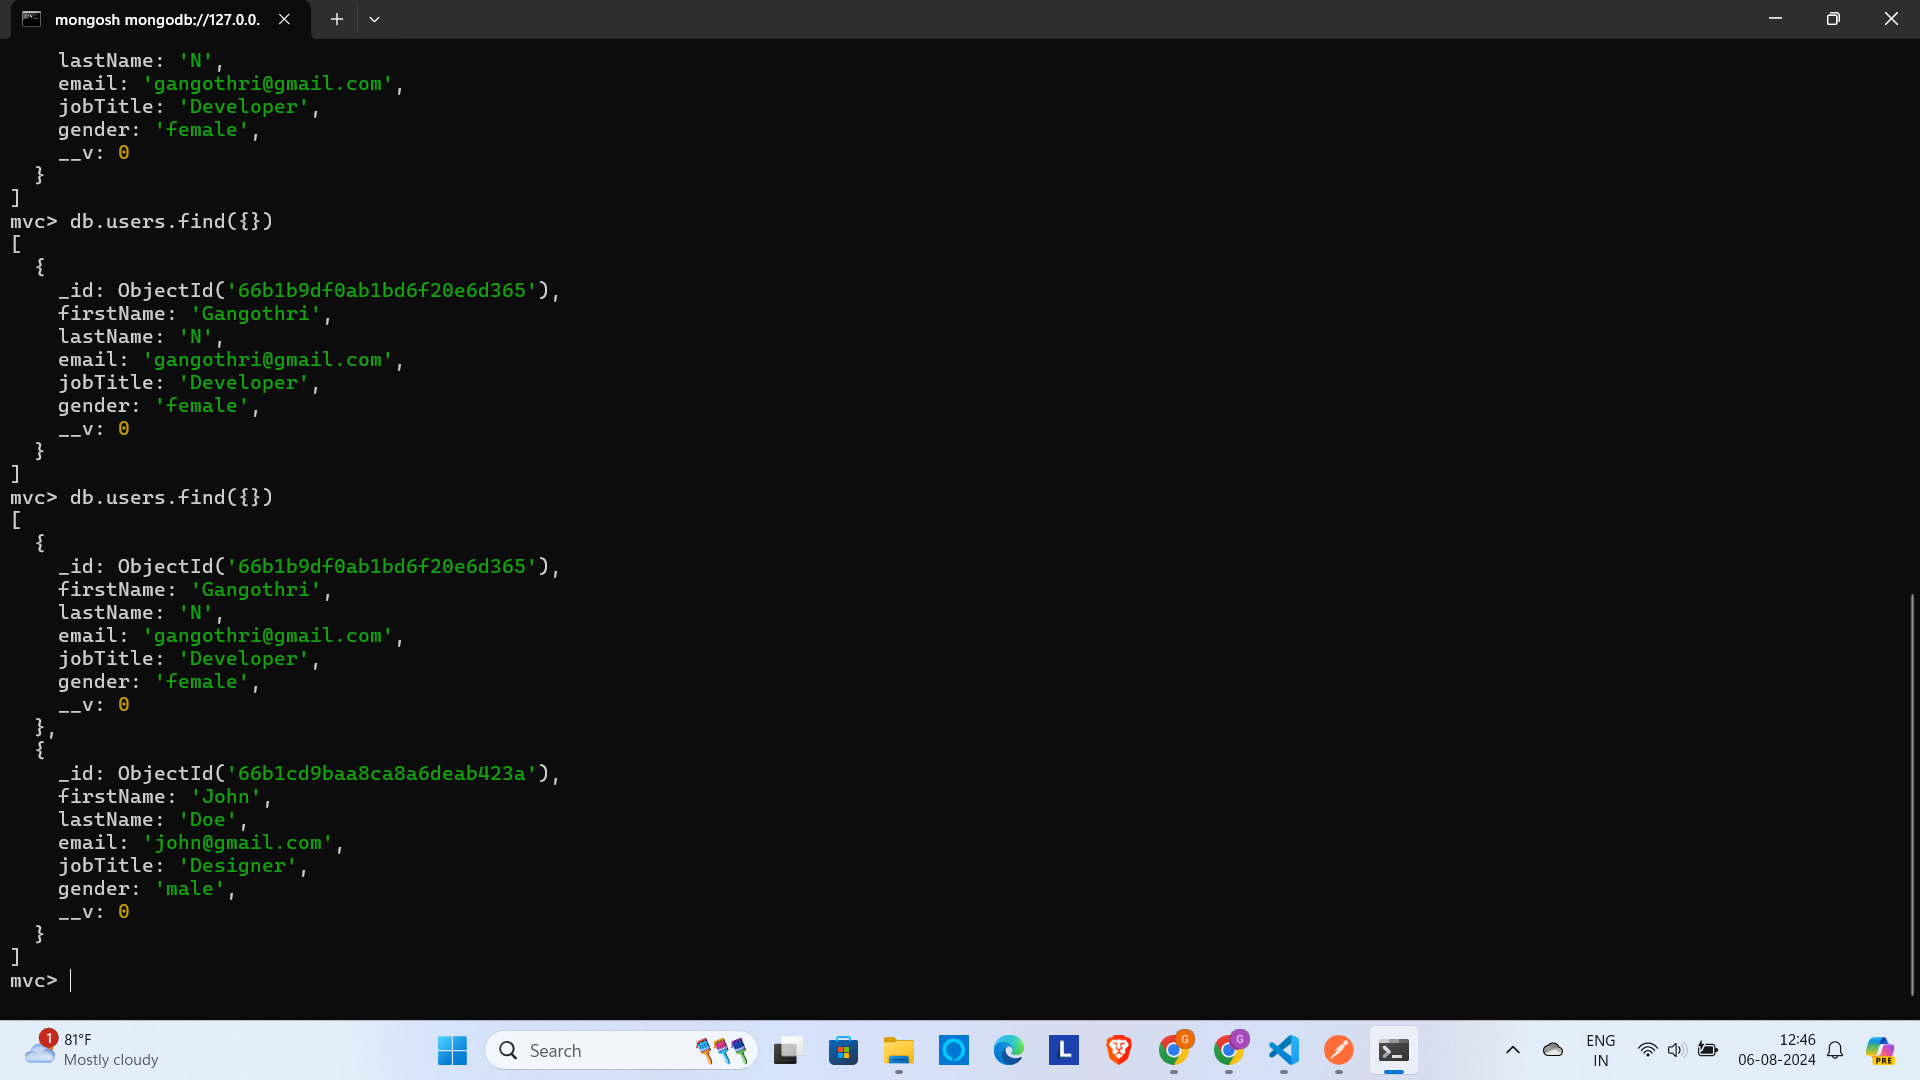 mongosh mongodb://127.0.0.
lastName: 'N',
email: 'gangothri@gmail.com',
jobTitle: 'Developer',
gender: 'female',
__v: 0
}
]
mvc> db.users.find({})
[
{
_id: ObjectId('66b1b9df0ab1bd6f20e6d365'),
firstName: 'Gangothri',
lastName: 'N',
email: 'gangothri@gmail.com',
jobTitle: 'Developer',
gender: 'female',
__v: 0
}
]
mvc> db.users.find({})
[
{
_id: ObjectId('66b1b9df0ab1bd6f20e6d365'),
firstName: 'Gangothri',
lastName: 'N',
email: 'gangothri@gmail.com',
jobTitle: 'Developer',
gender: 'female',
__v: 0
},
{
_id: ObjectId('66b1cd9baa8ca8a6deab423a'),
firstName: 'John',
lastName: 'Doe',
email: 'john@gmail.com',
jobTitle: 'Designer',
gender: 'male',
__v: 0
}
]
mvc>
1
81°F
Mostly cloudy
Search
L
G
G
ENG
IN
12:46
06-08-2024
PRE